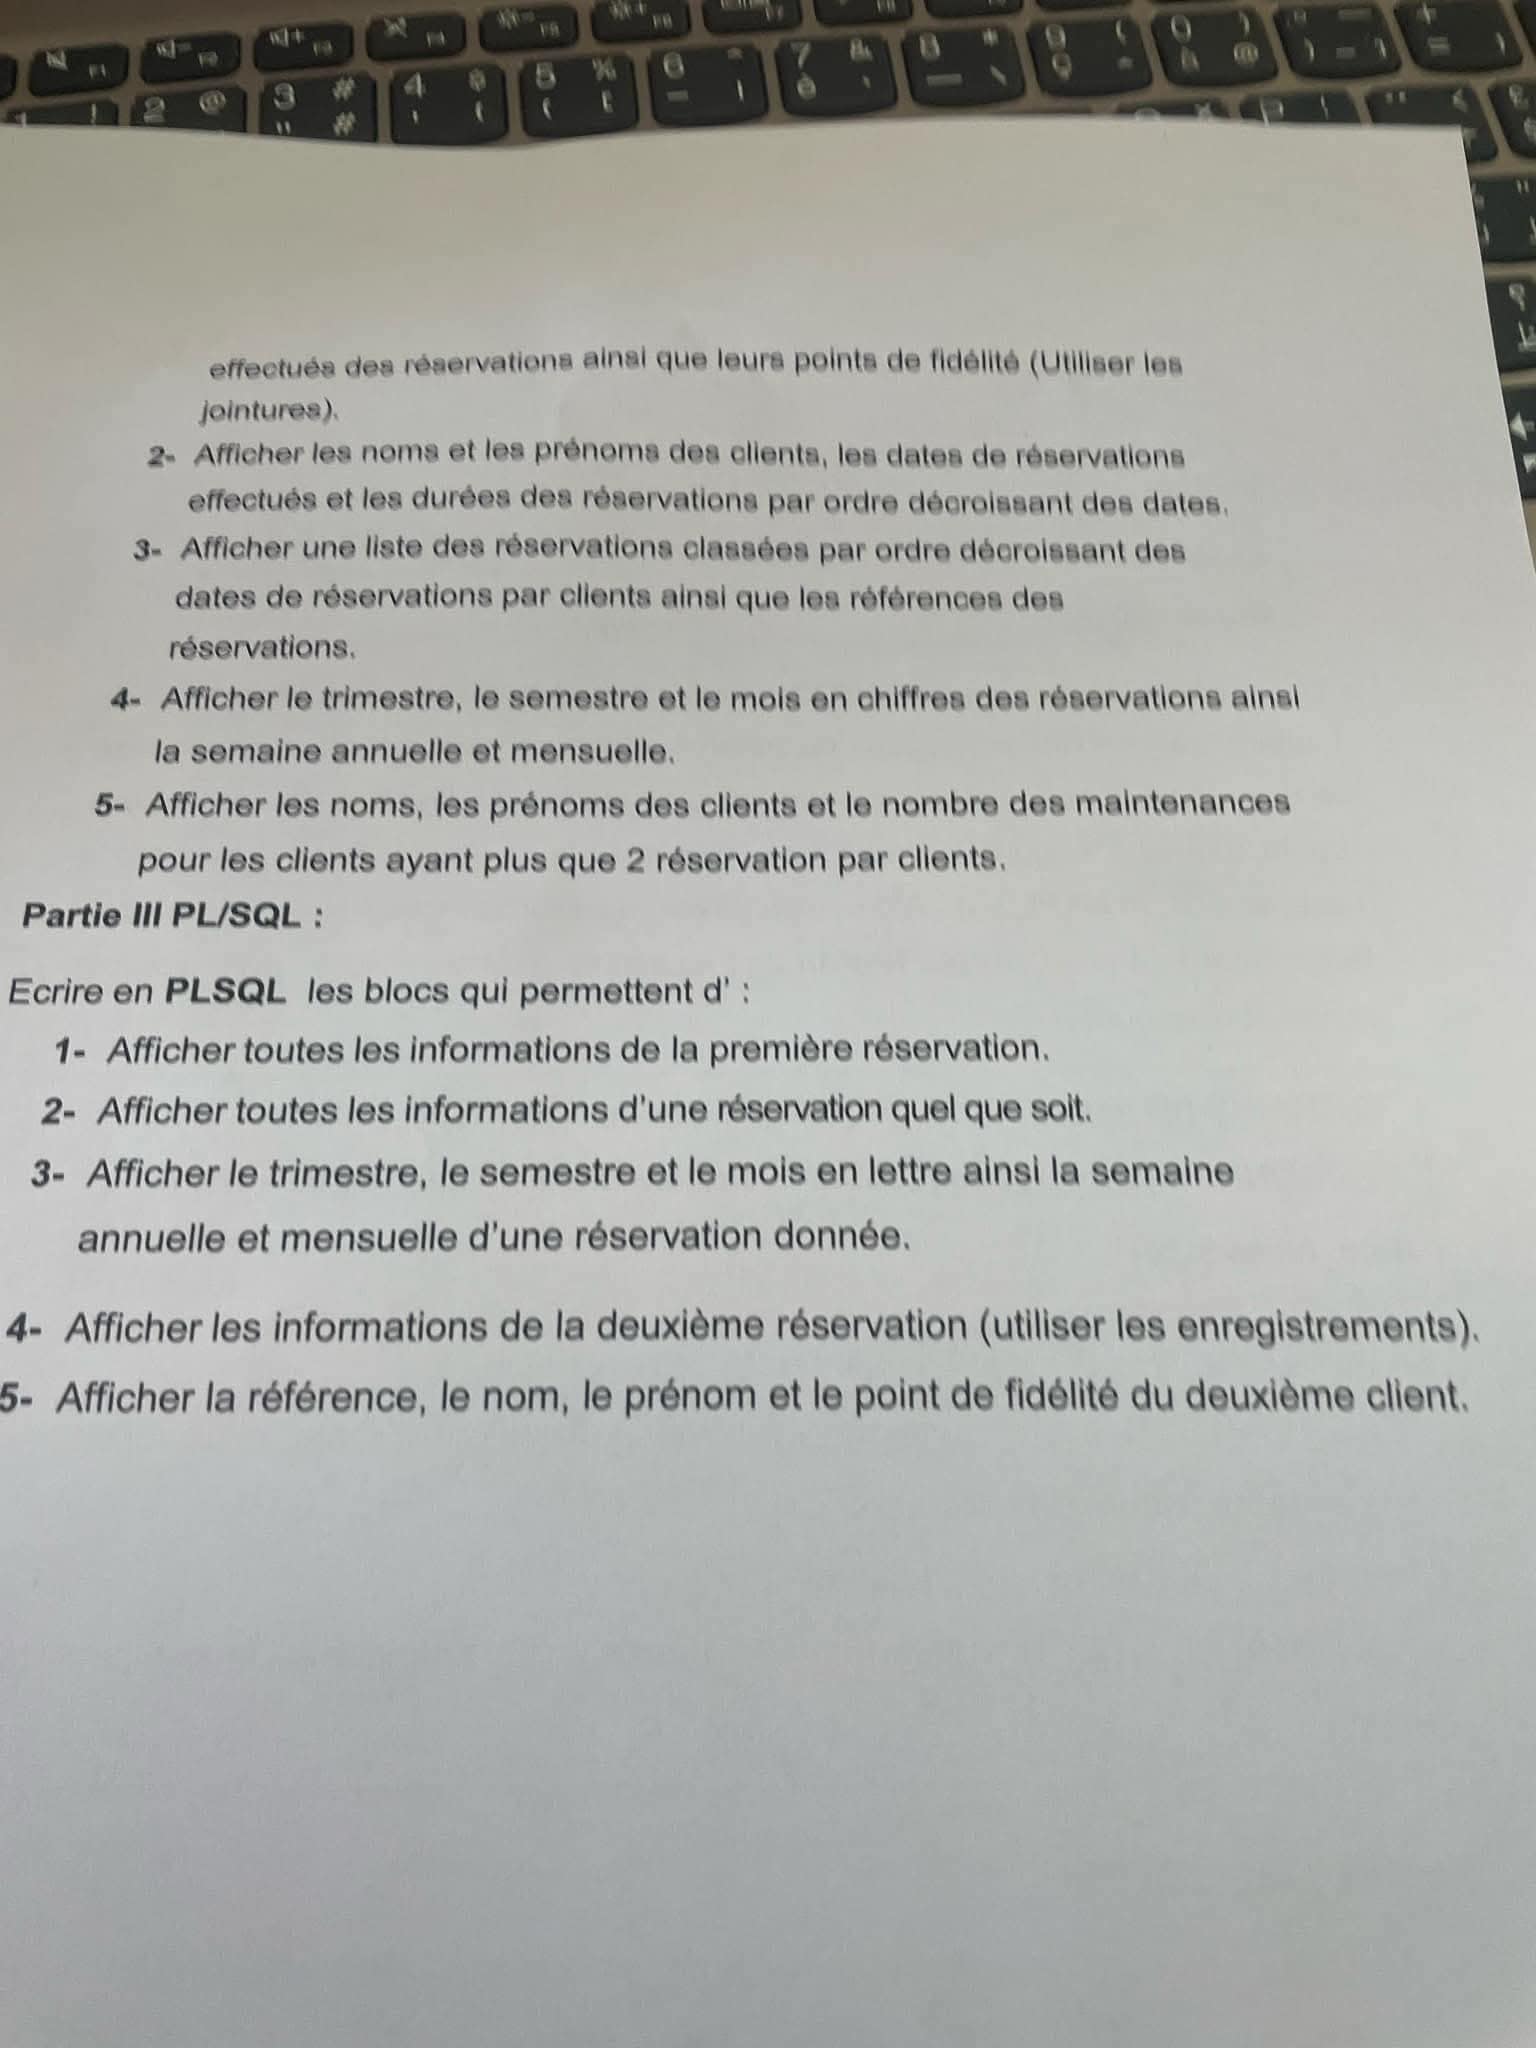 effectués des réservations ainsi que leurs points de fidélité (Utiliser les
jointures).
2- Afficher les noms et les prénoms des clients, les dates de réservations
effectués et les durées des réservations par ordre décroissant des dates.
3- Afficher une liste des réservations classées par ordre décroissant des
dates de réservations par clients ainsi que les références des
réservations.
4- Afficher le trimestre, le semestre et le mois en chiffres des réservations ainsi
la semaine annuelle et mensuelle.
5- Afficher les noms, les prénoms des clients et le nombre des maintenances
pour les clients ayant plus que 2 réservation par clients.
Partie III PL/SQL :
Ecrire en PLSQL les blocs qui permettent d' :
1- Afficher toutes les informations de la première réservation.
2- Afficher toutes les informations d'une réservation quel que soit.
3- Afficher le trimestre, le semestre et le mois en lettre ainsi la semaine
annuelle et mensuelle d'une réservation donnée.
4- Afficher les informations de la deuxième réservation (utiliser les enregistrements).
5- Afficher la référence, le nom, le prénom et le point de fidélité du deuxième client.